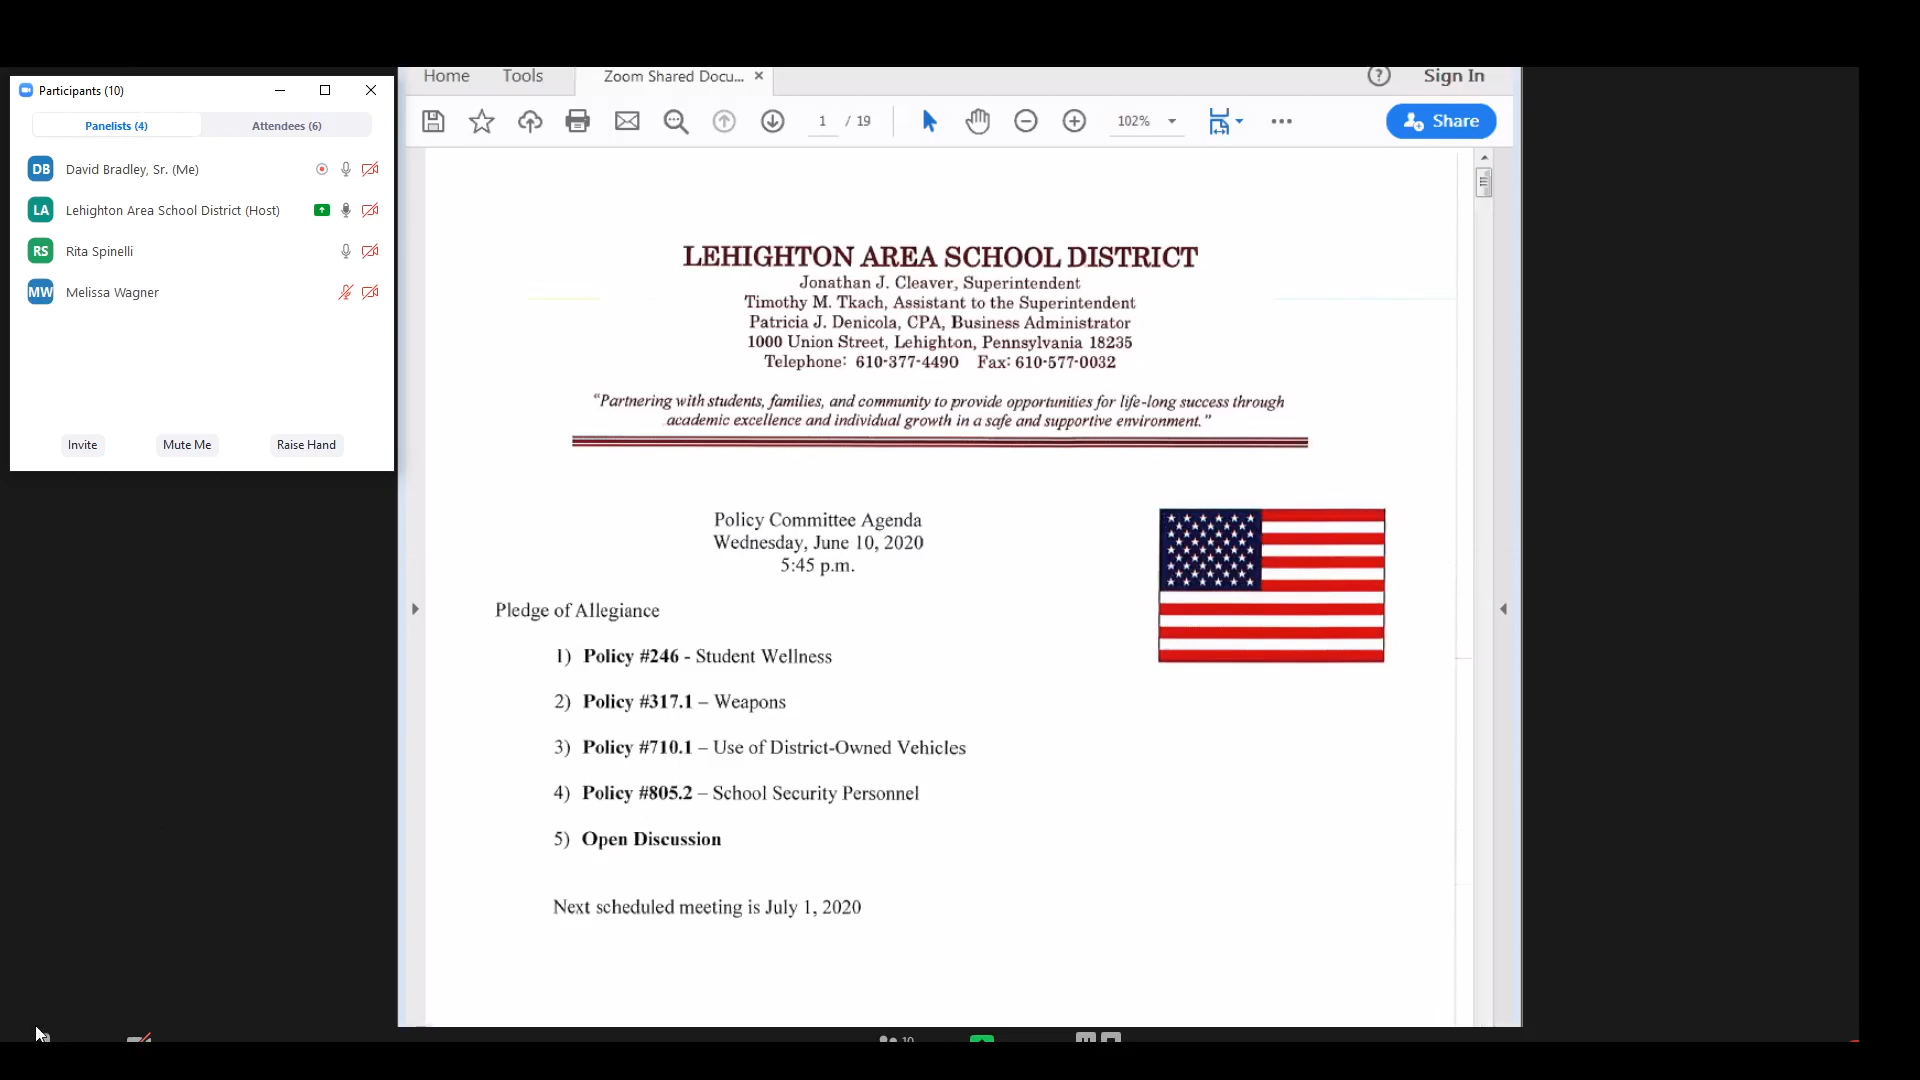 Participants (10)
Panelists (4)
Attendees (6)
DB
David Bradley, Sr. (Me)
LA
Lehighton Area School District (Host)
RS
Rita Spinelli
MW
Melissa Wagner
Invite
Mute Me
Raise Hand
Home
Tools
Zoom Shared Docu...
Sign In
1 / 19
102%
Share
LEHIGHTON AREA SCHOOL DISTRICT
Jonathan J. Cleaver, Superintendent
Timothy M. Tkach, Assistant to the Superintendent
Patricia J. Denicola, CPA, Business Administrator
1000 Union Street, Lehighton, Pennsylvania 18235
Telephone: 610-377-4490 Fax: 610-577-0032
"Partnering with students, families, and community to provide opportunities for life-long success through
academic excellence and individual growth in a safe and supportive environment."
Policy Committee Agenda
Wednesday, June 10, 2020
5:45 p.m.
Pledge of Allegiance
1) Policy #246 - Student Wellness
2) Policy #317.1 – Weapons
3) Policy #710.1 – Use of District-Owned Vehicles
4) Policy #805.2 – School Security Personnel
5) Open Discussion
Next scheduled meeting is July 1, 2020
10